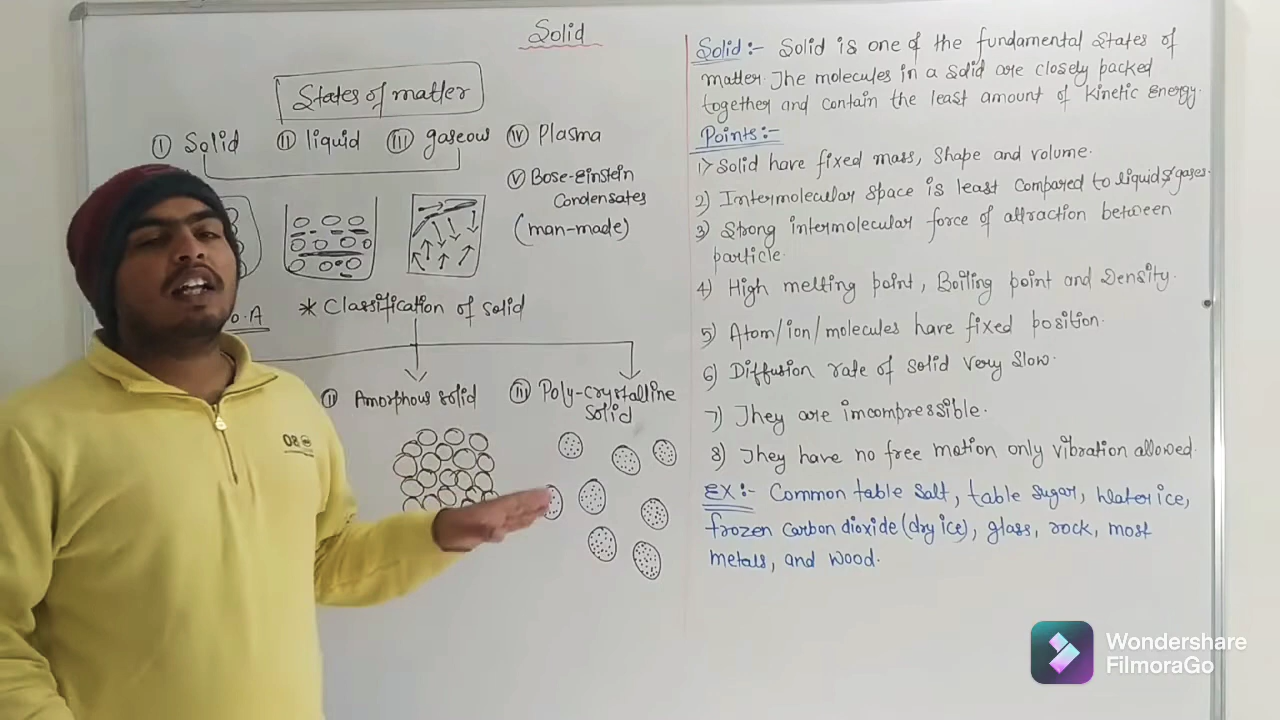 Solid
States of matter
I Solid II liquid III gaseous IV Plasma
V Bose-Einstein
Condensates
(man-made)
* Classification of solid
II Amorphous solid III Poly-crystalline
solid
08
Solid:- Solid is one of the fundamental states of
matter. The molecules in a solid are closely packed
together and contain the least amount of kinetic energy.
Points:-
1) Solid have fixed mass, shape and volume.
2) Intermolecular space is least compared to liquid & gases.
3) Strong intermolecular force of attraction between
particle.
4) High melting point, Boiling point and Density.
5) Atom/ion/molecules have fixed position.
6) Diffusion rate of solid very slow.
7) They are incompressible.
8) They have no free motion only vibration allowed.
EX:- Common table salt, table sugar, water ice,
frozen carbon dioxide (dry ice), glass, rock, most
metals, and wood.
Wondershare
FilmoraGo